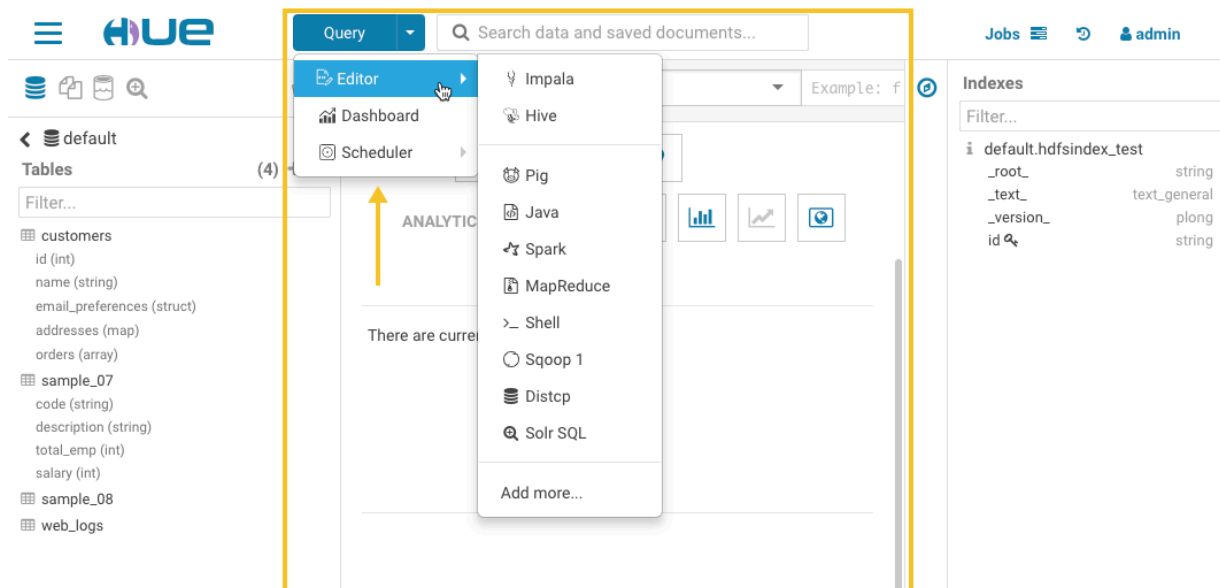 HUE
Query
Search data and saved documents...
Jobs
admin
default
Tables (4)
Filter...
customers
id (int)
name (string)
email_preferences (struct)
addresses (map)
orders (array)
sample_07
code (string)
description (string)
total_emp (int)
salary (int)
sample_08
web_logs
Editor
Dashboard
Scheduler
Impala
Hive
Pig
Java
Spark
MapReduce
Shell
Sqoop 1
Distcp
Solr SQL
Add more...
Example: f
ANALYTIC
There are curre
Indexes
Filter...
default.hdfsindex_test
_root_ string
_text_ text_general
_version_ plong
id string